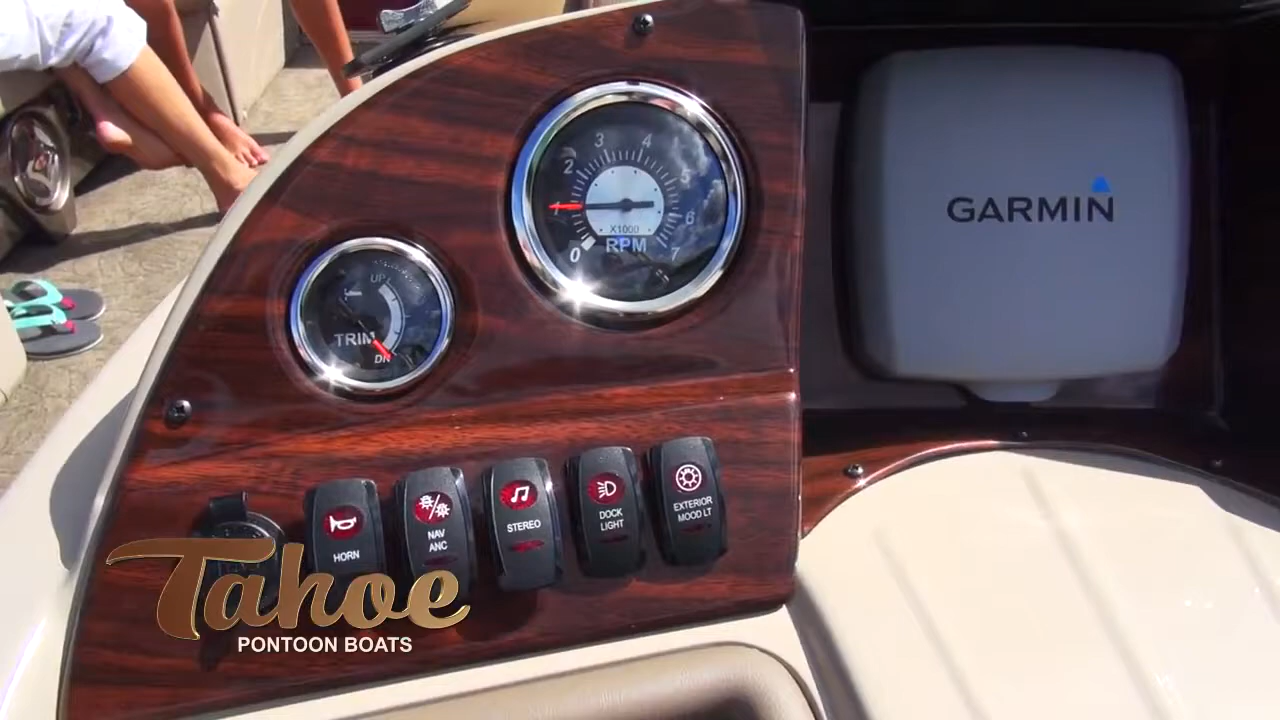 3
4
2
5
1
6
X1000
0
RPM
7
UP
TRIM
DN
GARMIN
HORN
NAV
ANC
STEREO
DOCK
LIGHT
EXTERIOR
MOOD LT
Tahoe
PONTOON BOATS